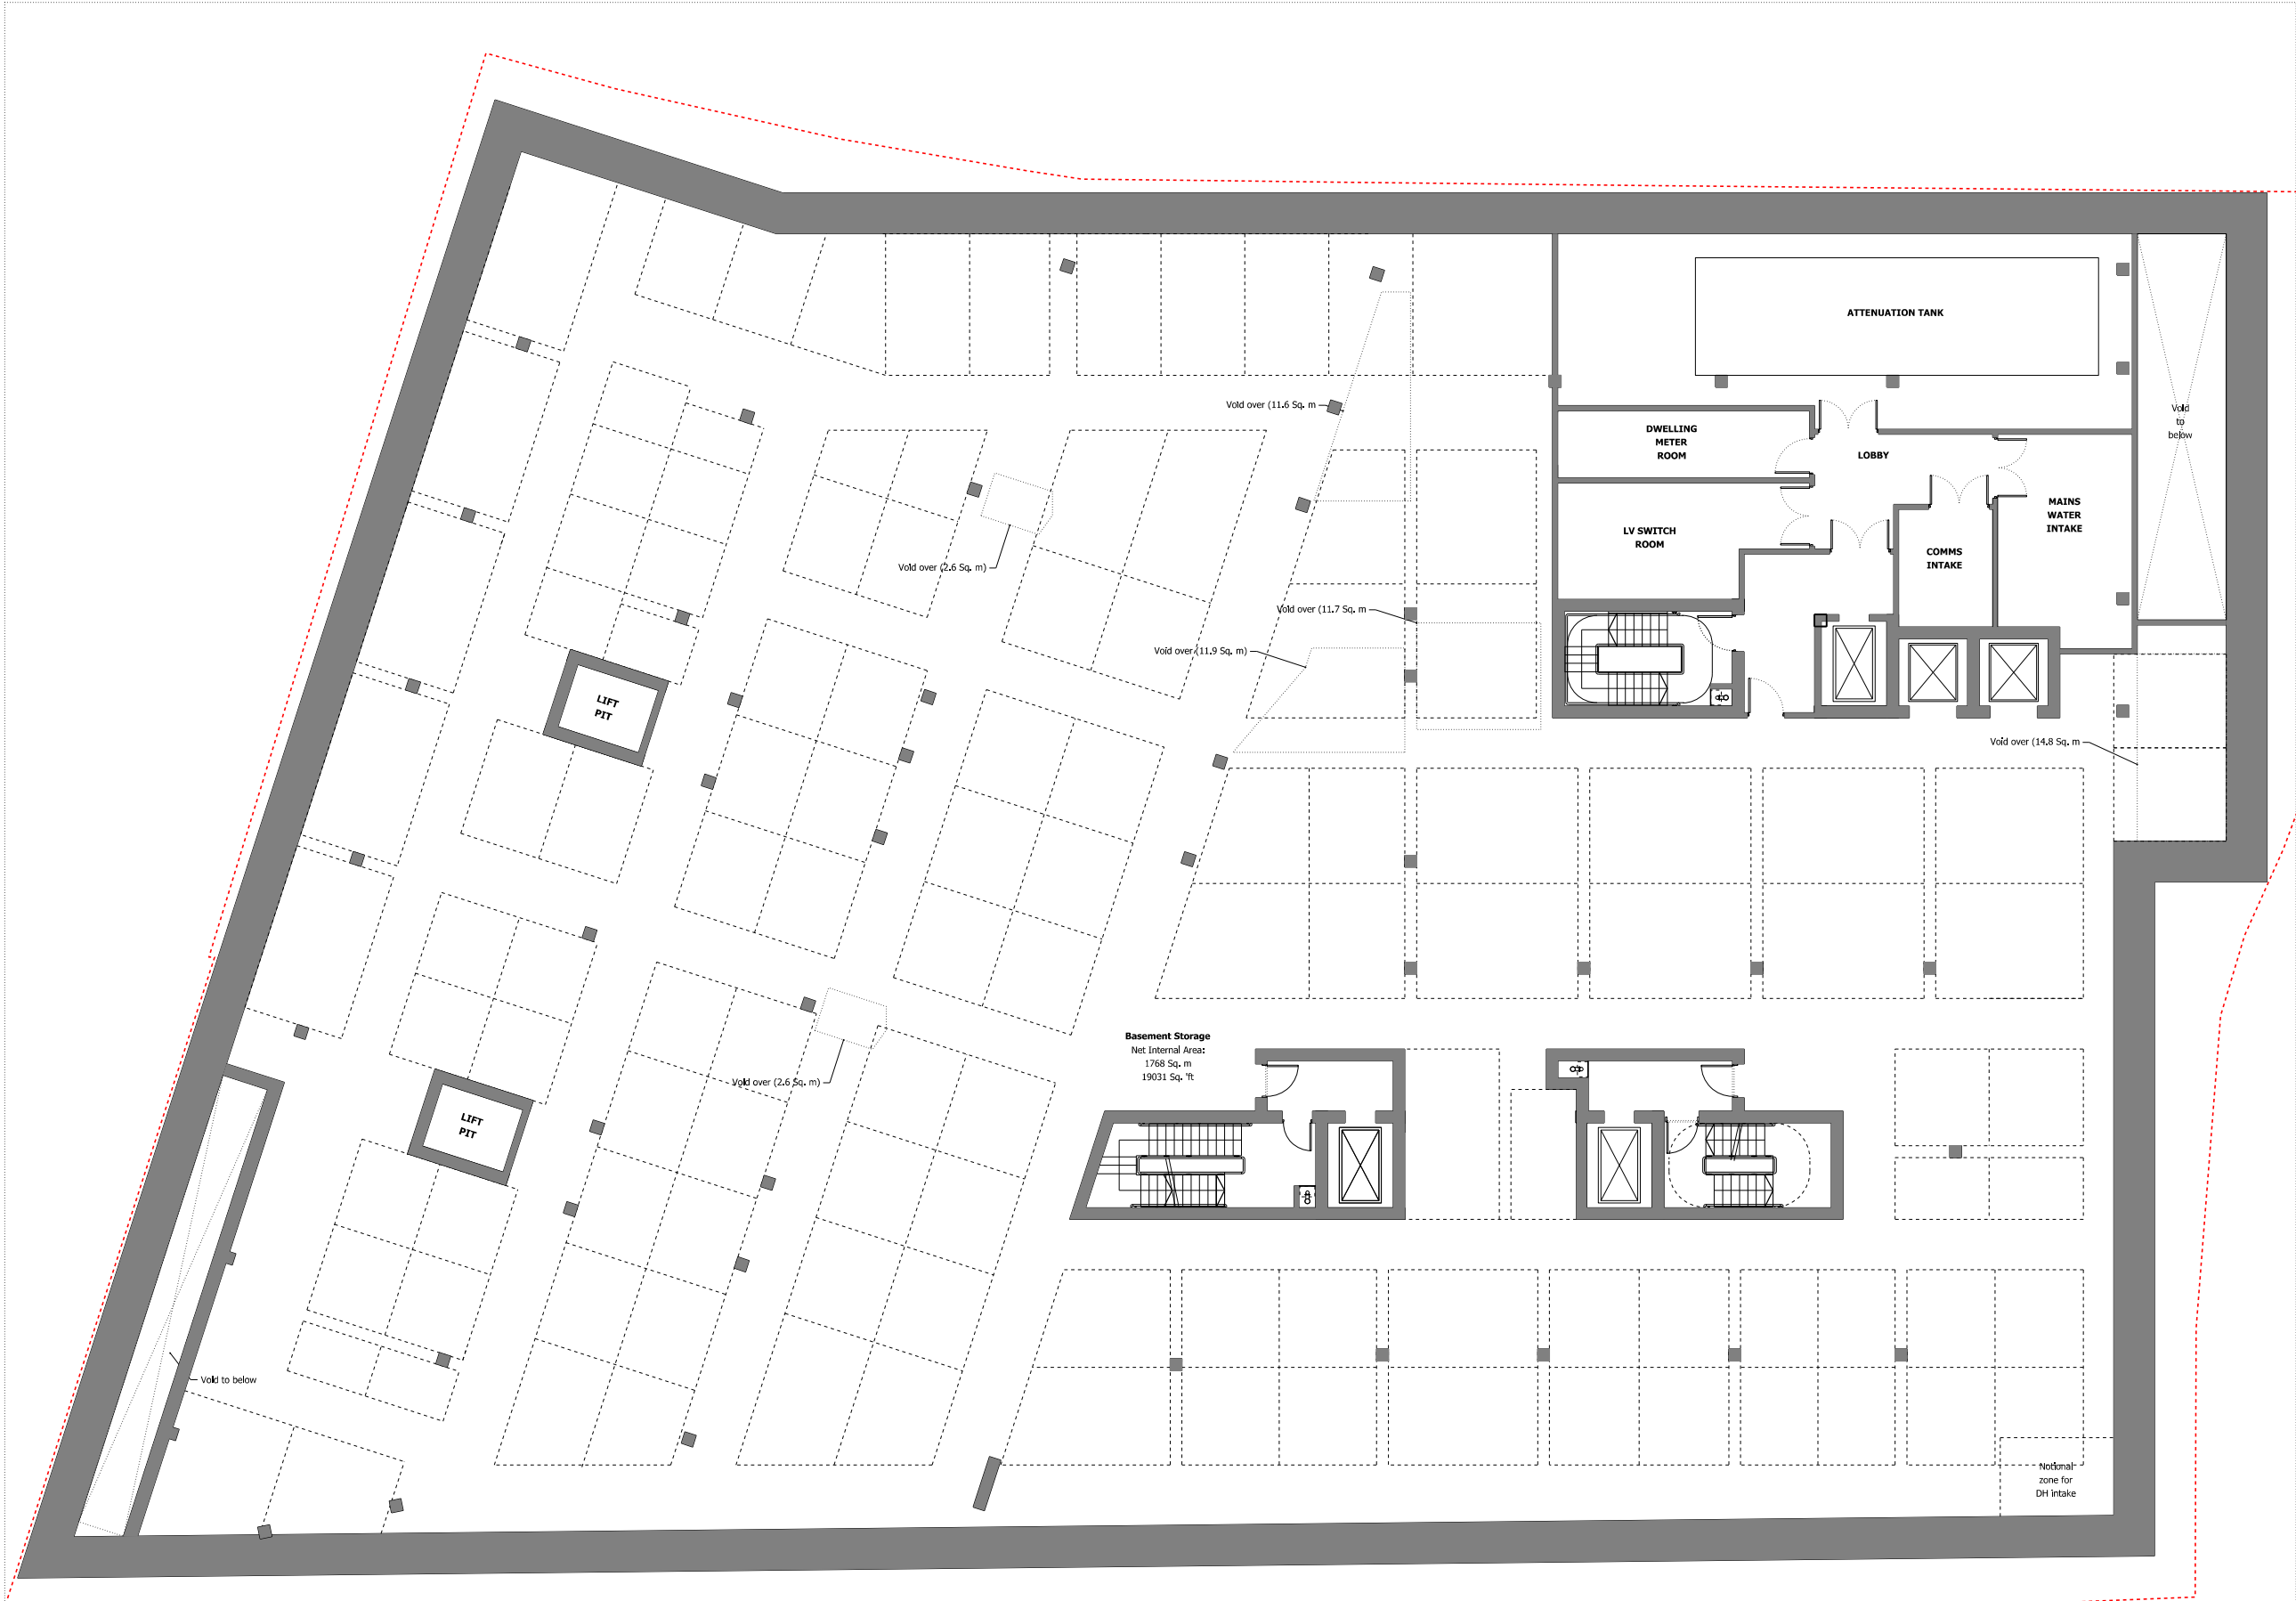 ATTENUATION TANK
Void over (11.6 Sq. m
Void
to
below
DWELLING
METER
ROOM
LOBBY
MAINS
WATER
INTAKE
LV SWITCH
ROOM
COMMS
INTAKE
Void over (2.6 Sq. m)
Void over (11.7 Sq. m
Void over (11.9 Sq. m)
LIFT
PIT
Void over (14.8 Sq. m
Basement Storage
Net Internal Area:
1768 Sq. m
19031 Sq. 'ft
Void over (2.6 Sq. m)
LIFT
PIT
Void to below
Notional
zone for
DH intake